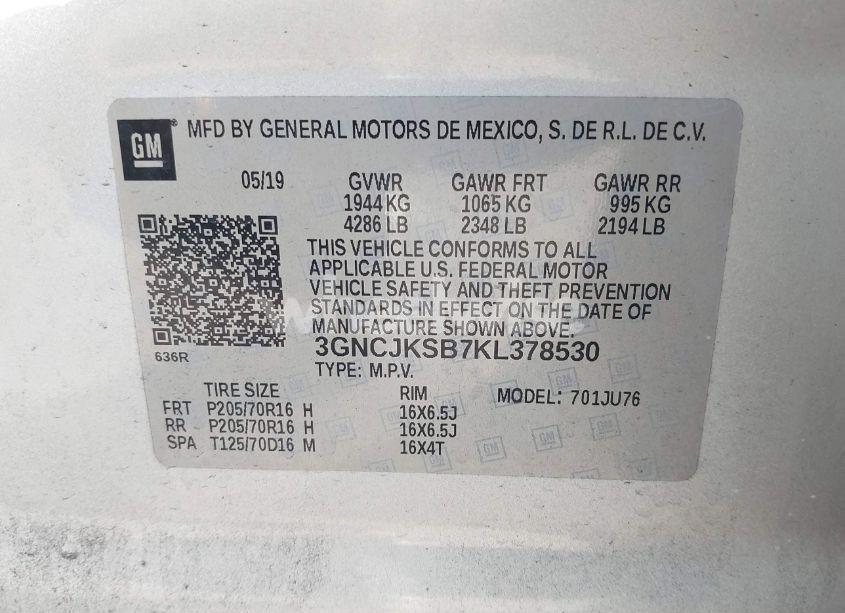 GM® MFD BY GENERAL MOTORS DE MEXICO, S. DE R.L. DE C.V.
05/19 GVWR GAWR FRT GAWR RR
1944 KG 1065 KG 995 KG
4286 LB 2348 LB 2194 LB
THIS VEHICLE CONFORMS TO ALL
APPLICABLE U.S. FEDERAL MOTOR
VEHICLE SAFETY AND THEFT PREVENTION
STANDARDS IN EFFECT ON THE DATE OF
MANUFACTURE SHOWN ABOVE.
636R
3GNCJKSB7KL378530
TYPE: M.P.V.
TIRE SIZE RIM MODEL: 701JU76
FRT P205/70R16 H 16X6.5J
RR P205/70R16 H 16X6.5J
SPA T125/70D16 M 16X4T